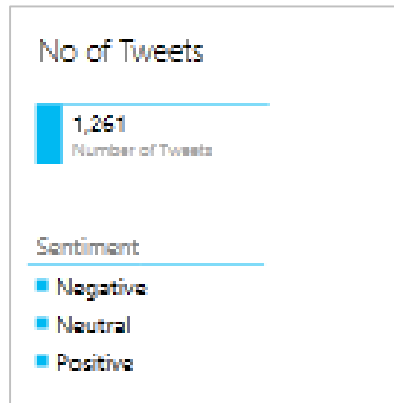 No of Tweets
1,261
Number of Tweets
Sentiment
Negative
Neutral
Positive